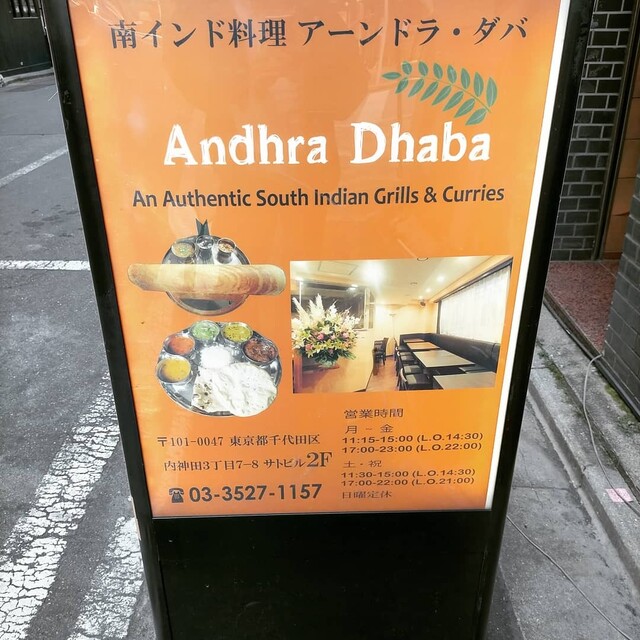 南インド料理 アーンドラ・ダバ
Andhra Dhaba
An Authentic South Indian Grills & Curries
〒101-0047 東京都千代田区
内神田3丁目7-8 サトビル2F
☎ 03-3527-1157
営業時間
月 - 金
11:15-15:00 (L.O.14:30)
17:00-23:00 (L.O.22:00)
土・祝
11:30-15:00 (L.O.14:30)
17:00-22:00 (L.O.21:00)
日曜定休